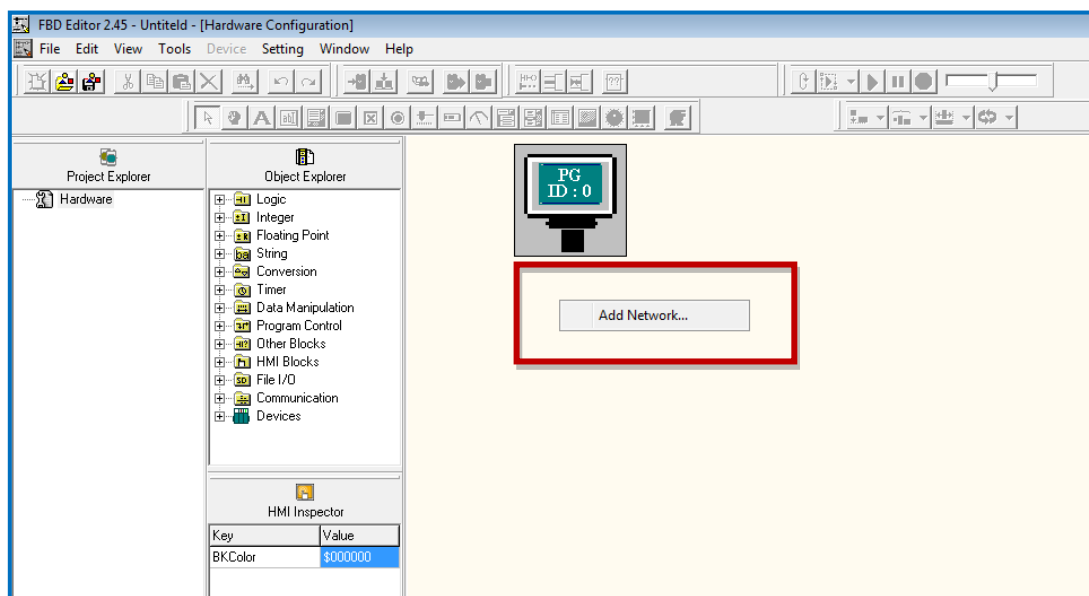 FBD Editor 2.45 - Untiteld - [Hardware Configuration]
File Edit View Tools Device Setting Window Help
Project Explorer
Hardware
Object Explorer
Logic
Integer
Floating Point
String
Conversion
Timer
Data Manipulation
Program Control
Other Blocks
HMI Blocks
File I/O
Communication
Devices
HMI Inspector
Key Value
BKColor $000000
PG
ID : 0
Add Network...